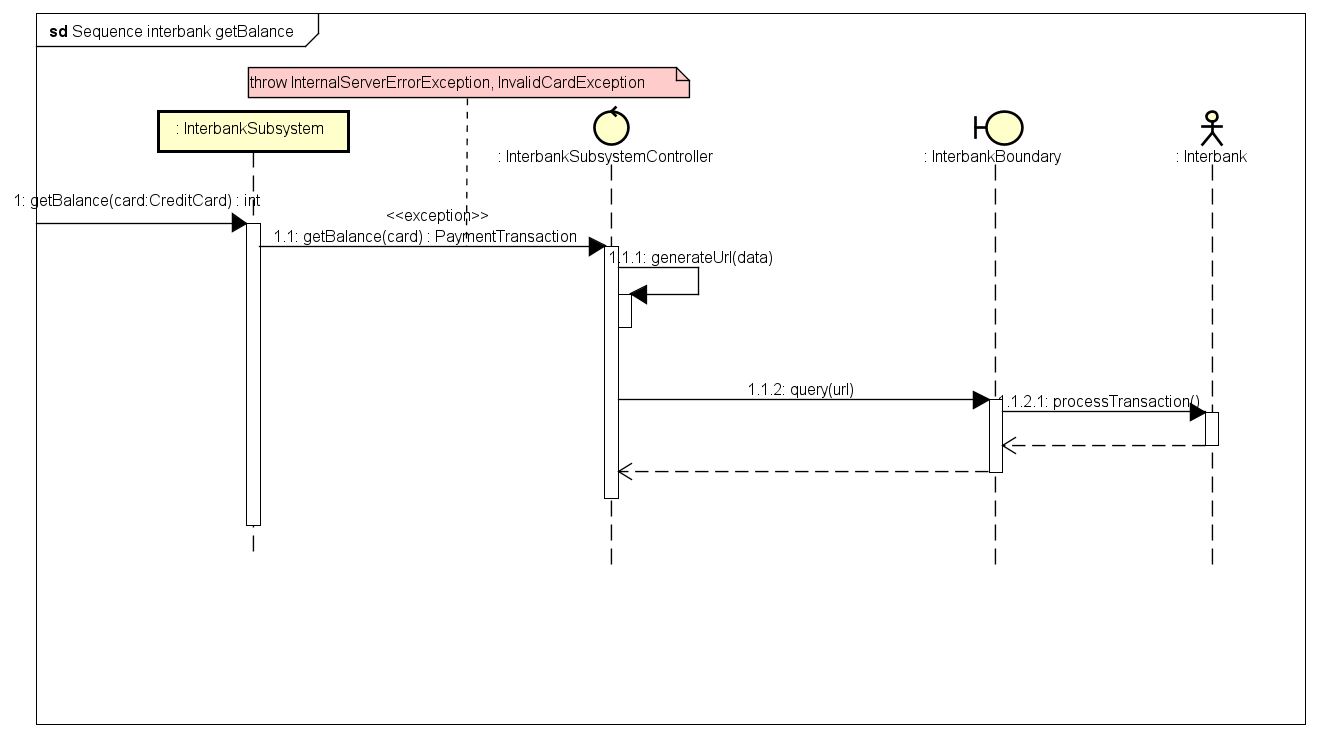 sd Sequence interbank getBalance
throw InternalServerErrorException, InvalidCardException
: InterbankSubsystem
: InterbankSubsystemController
: InterbankBoundary
: Interbank
1: getBalance(card:CreditCard) : int
<<exception>>
1.1: getBalance(card) : PaymentTransaction
1.1.1: generateUrl(data)
1.1.2: query(url)
1.1.2.1: processTransaction()